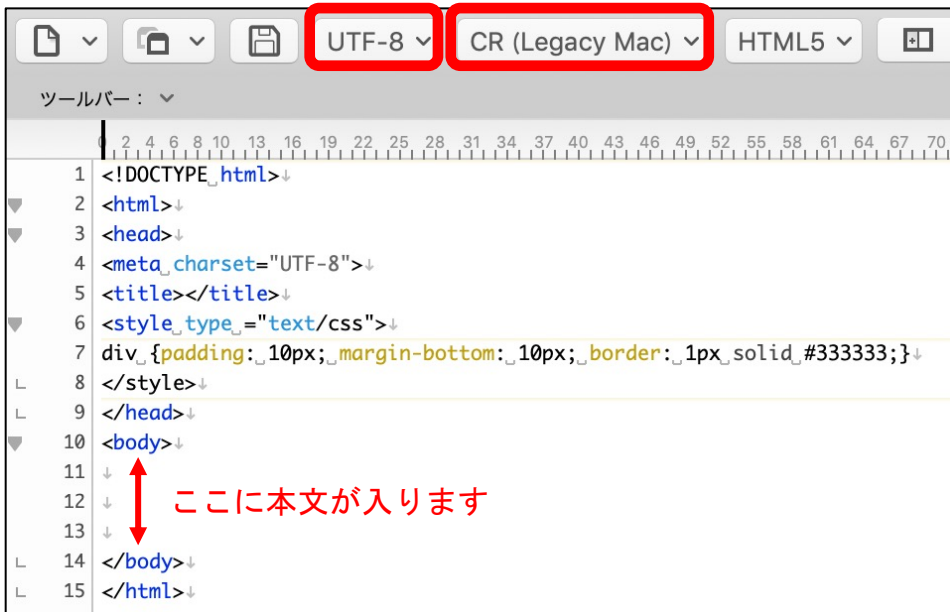 UTF-8 CR (Legacy Mac) HTML5
ツールバー：
0 2 4 6 8 10 13 16 19 22 25 28 31 34 37 40 43 46 49 52 55 58 61 64 67 70
1 <!DOCTYPE html>↓
2 <html>↓
3 <head>↓
4 <meta charset="UTF-8">↓
5 <title></title>↓
6 <style type ="text/css">↓
7 div {padding: 10px; margin-bottom: 10px; border: 1px solid #333333;}↓
8 </style>↓
9 </head>↓
10 <body>↓
11 ↓
12 ↓ ここに本文が入ります
13 ↓
14 </body>↓
15 </html>↓